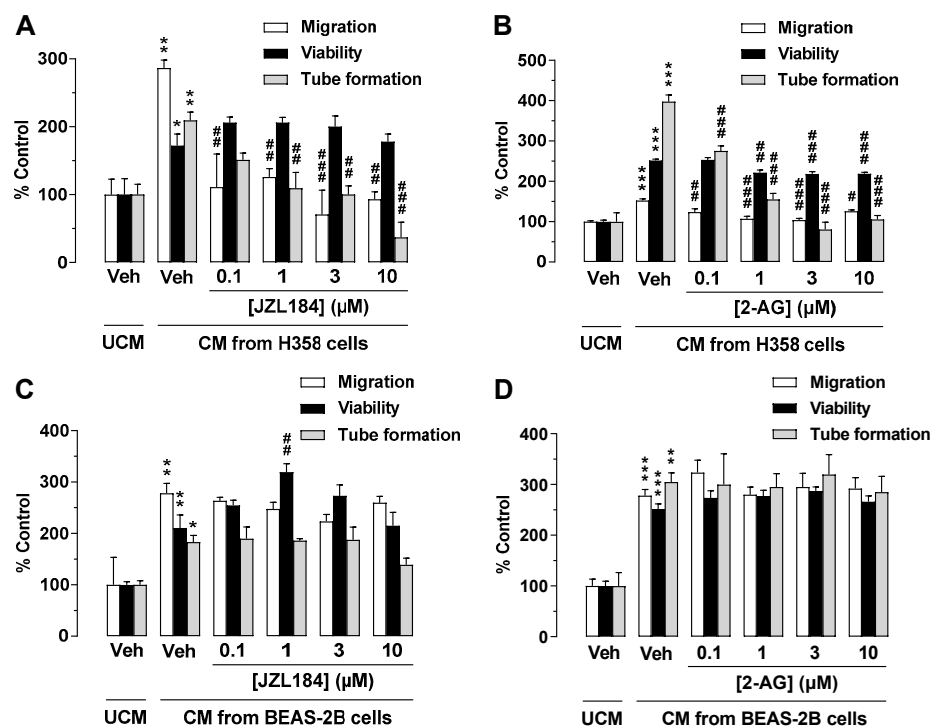 A
Migration
Viability
Tube formation
% Control
300
200
100
0
** * ** ## ## ## ### ## ## ###
Veh Veh 0.1 1 3 10
[JZL184] (µM)
UCM CM from H358 cells
B
Migration
Viability
Tube formation
% Control
500
400
300
200
100
0
*** *** *** ## ### ### ## ### ### ### ### # ### ###
Veh Veh 0.1 1 3 10
[2-AG] (µM)
UCM CM from H358 cells
C
Migration
Viability
Tube formation
% Control
400
300
200
100
0
** ** * ##
Veh Veh 0.1 1 3 10
[JZL184] (µM)
UCM CM from BEAS-2B cells
D
Migration
Viability
Tube formation
% Control
400
300
200
100
0
*** *** **
Veh Veh 0.1 1 3 10
[2-AG] (µM)
UCM CM from BEAS-2B cells